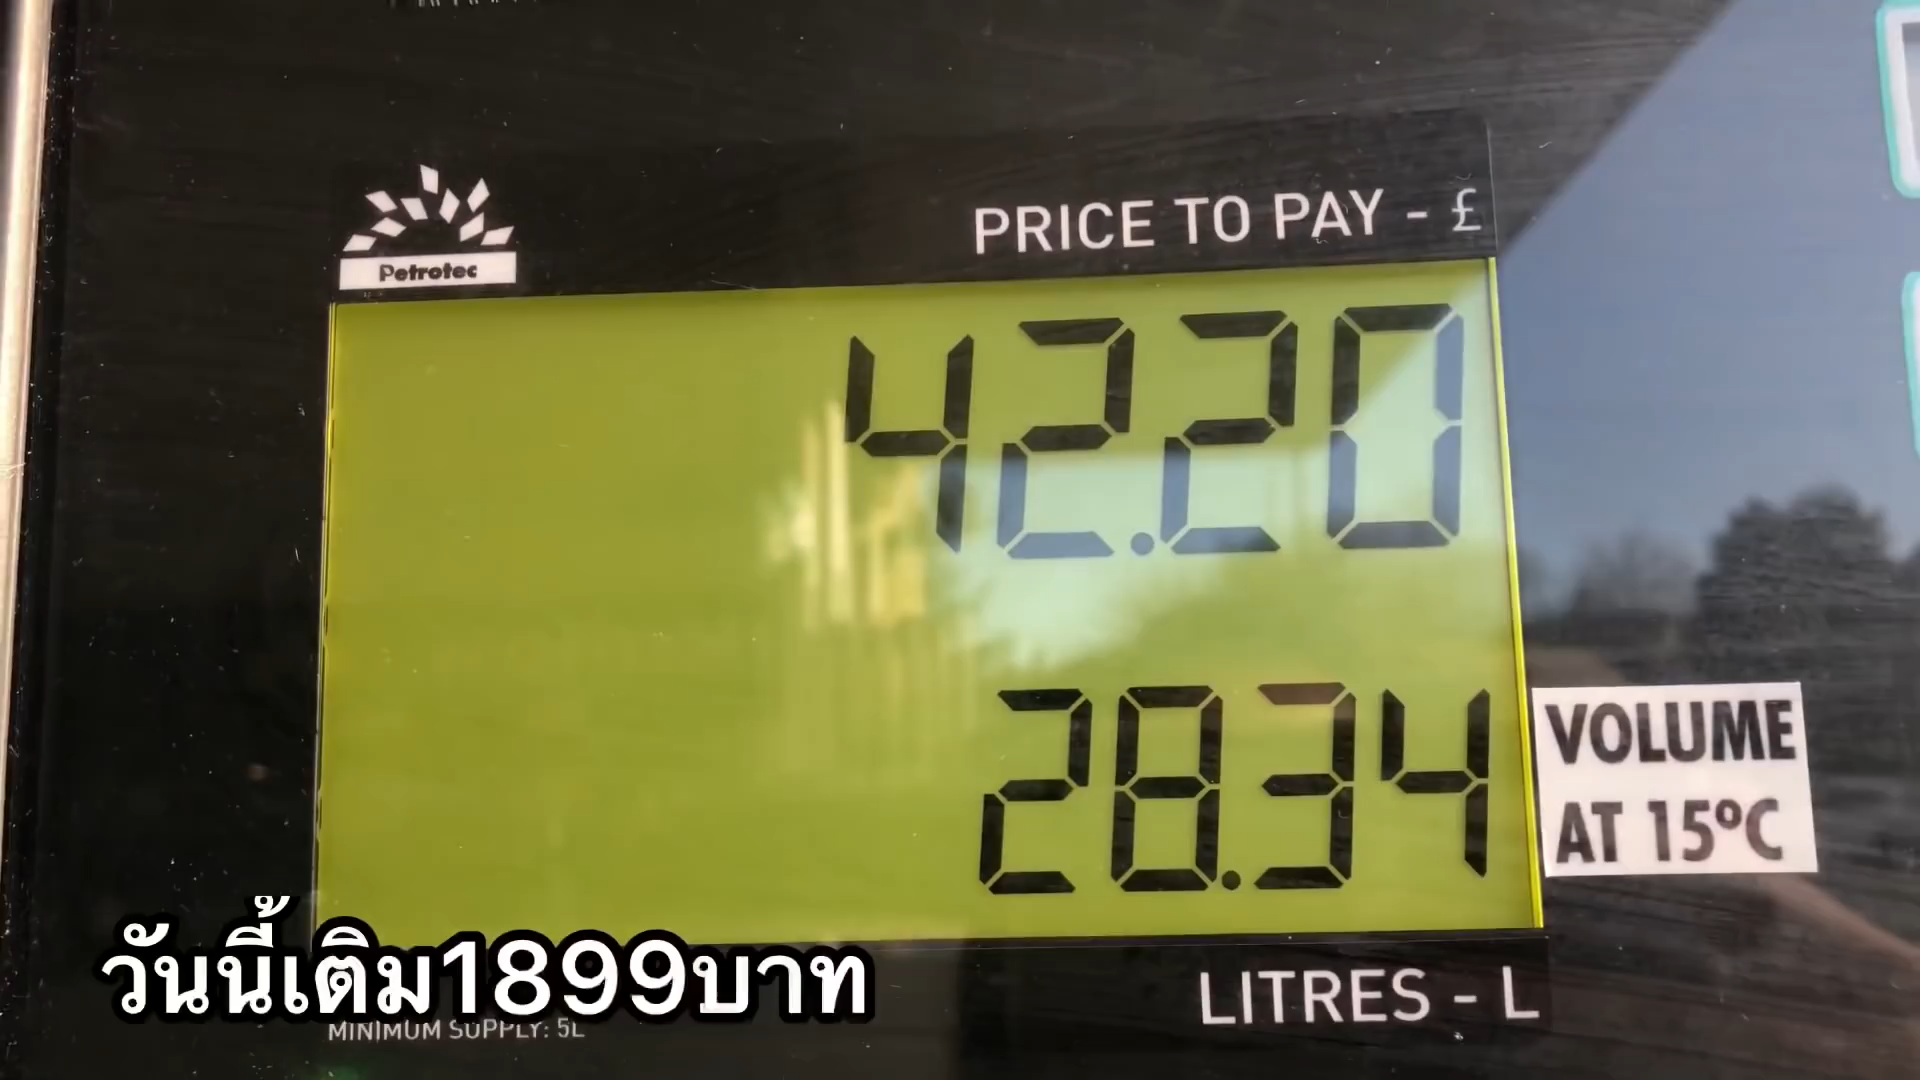 PRICE TO PAY - £
Petrotec
42.20
28.34
VOLUME
AT 15ºC
วันนี้เติม1899บาท
LITRES - L
MINIMUM SUPPLY: 5L